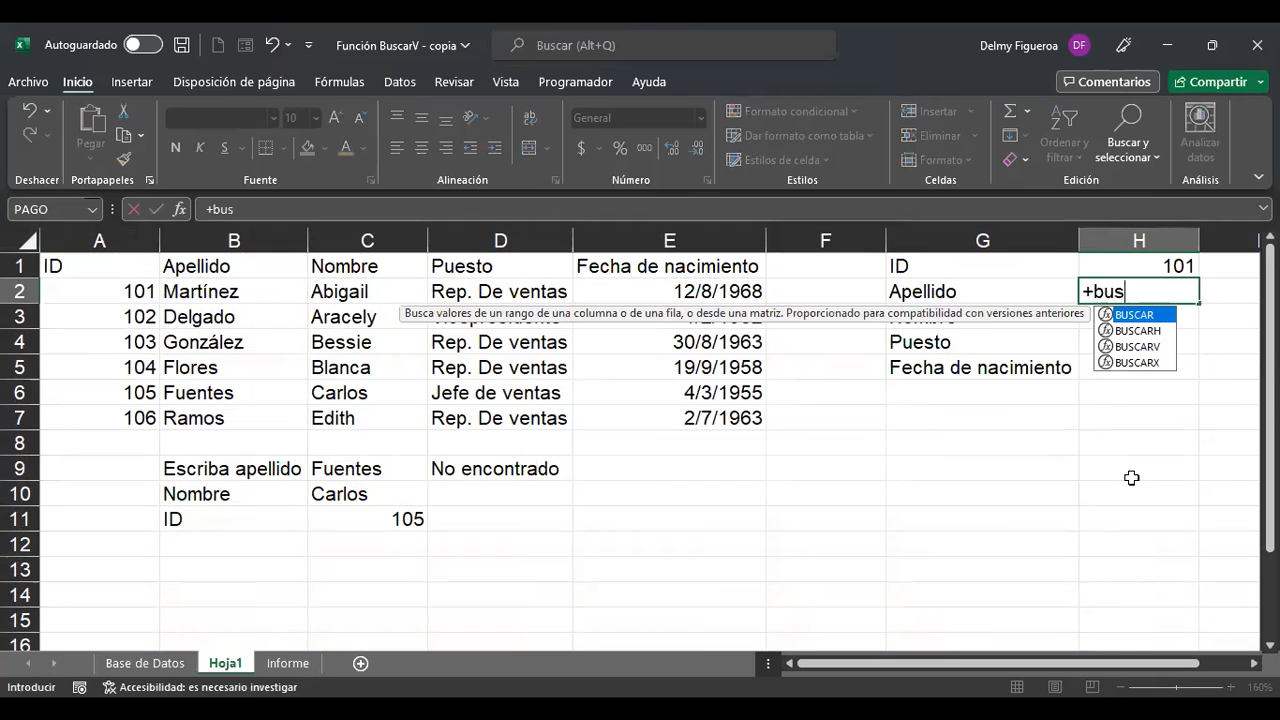 Autoguardado
Función BuscarV - copia
Buscar (Alt+Q)
Delmy Figueroa
DF
Archivo Inicio Insertar Disposición de página Fórmulas Datos Revisar Vista Programador Ayuda
Comentarios
Compartir
Pegar
10
General
Formato condicional
Dar formato como tabla
Estilos de celda
Insertar
Eliminar
Formato
Ordenar y
filtrar
Buscar y
seleccionar
Analizar
datos
N K S
$ % 000
Deshacer Portapapeles Fuente Alineación Número Estilos Celdas Edición Análisis
PAGO
fx
+bus
A B C D E F G H
1 ID Apellido Nombre Puesto Fecha de nacimiento ID 101
2 101 Martínez Abigail Rep. De ventas 12/8/1968 Apellido +bus
Busca valores de un rango de una columna o de una fila, o desde una matriz. Proporcionado para compatibilidad con versiones anteriores
BUSCAR
BUSCARH
BUSCARV
BUSCARX
3 102 Delgado Aracely
4 103 González Bessie Rep. De ventas 30/8/1963 Puesto
5 104 Flores Blanca Rep. De ventas 19/9/1958 Fecha de nacimiento
6 105 Fuentes Carlos Jefe de ventas 4/3/1955
7 106 Ramos Edith Rep. De ventas 2/7/1963
8
9 Escriba apellido Fuentes No encontrado
10 Nombre Carlos
11 ID 105
12
13
14
15
16
Base de Datos Hoja1 Informe
Introducir
Accesibilidad: es necesario investigar
160%